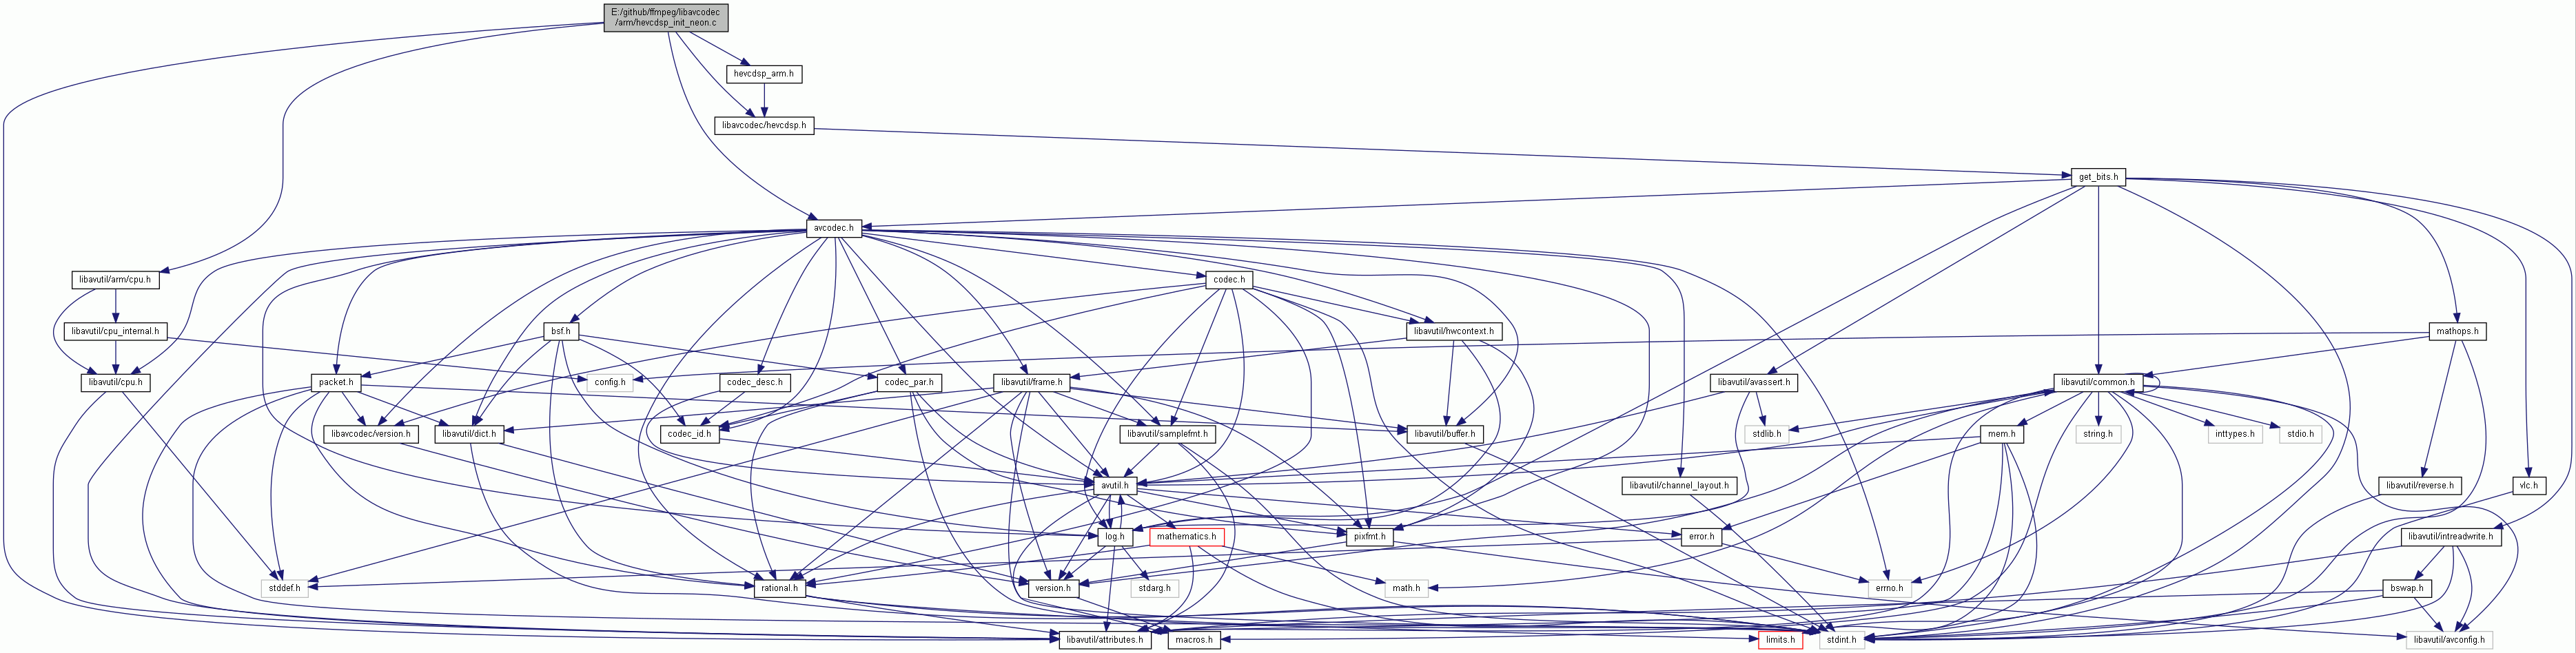 E:/github/ffmpeg/libavcodec
/arm/hevcdsp_init_neon.c
hevcdsp_arm.h
libavcodec/hevcdsp.h
get_bits.h
avcodec.h
libavutil/arm/cpu.h
codec.h
libavutil/cpu_internal.h
bsf.h
libavutil/hwcontext.h
mathops.h
libavutil/cpu.h
packet.h
config.h
codec_desc.h
codec_par.h
libavutil/frame.h
libavutil/avassert.h
libavutil/common.h
libavcodec/version.h
libavutil/dict.h
codec_id.h
libavutil/samplefmt.h
libavutil/buffer.h
stdlib.h
mem.h
string.h
inttypes.h
stdio.h
avutil.h
libavutil/channel_layout.h
libavutil/reverse.h
vlc.h
log.h
mathematics.h
pixfmt.h
error.h
libavutil/intreadwrite.h
stddef.h
rational.h
version.h
stdarg.h
math.h
errno.h
bswap.h
libavutil/attributes.h
macros.h
limits.h
stdint.h
libavutil/avconfig.h